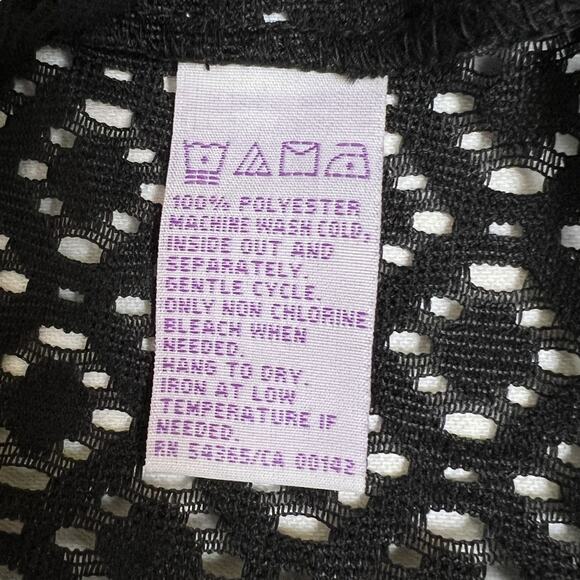 100% POLYESTER
MACHINE WASH COLD.
INSIDE OUT AND
SEPARATELY.
GENTLE CYCLE.
ONLY NON CHLORINE
BLEACH WHEN
NEEDED.
HANG TO DRY.
IRON AT LOW
TEMPERATURE IF
NEEDED.
RN 54365/CA 00142